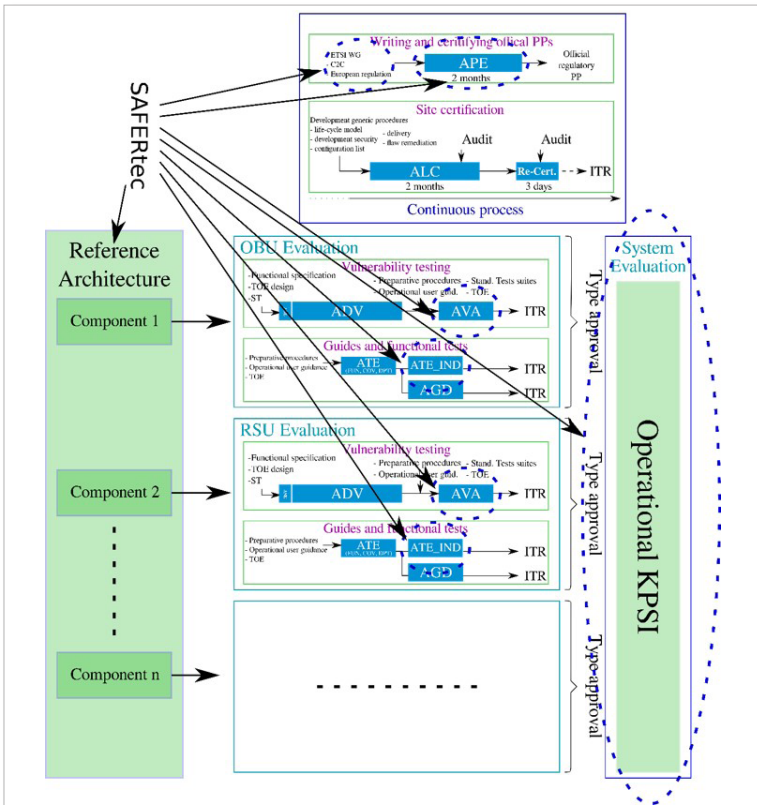 Writing and ceritifying offical PPs
- ETSI WG
- C2C
European regulation
APE
2 months
Official
regulatory
PP
SAFERtec
Site certification
Development generic procedures
- life-cycle model
- development security
- configuration list
- delivery
- flaw remediation
Audit
Audit
ALC
2 months
Re-Cert.
3 days
ITR
Continuous process
Reference
Architecture
Component 1
Component 2
Component n
OBU Evaluation
Vulnerability testing
-Functional specification
-TOE design
-ST
- Preparative procedures
- Operational user guid.
- Stand. Tests suites
- TOE
ADV
AVA
ITR
Guides and functional tests
- Preparative procedures
- Operational user guidance
- TOE
ATE
ATE_IND
ITR
AGD
ITR
Type approval
RSU Evaluation
Vulnerability testing
-Functional specification
-TOE design
-ST
- Preparative procedures
- Operational user guid.
- Stand. Tests suites
- TOE
ADV
AVA
ITR
Guides and functional tests
- Preparative procedures
- Operational user guidance
- TOE
ATE
ATE_IND
ITR
AGD
ITR
Type approval
Type approval
System
Evaluation
Operational KPSI